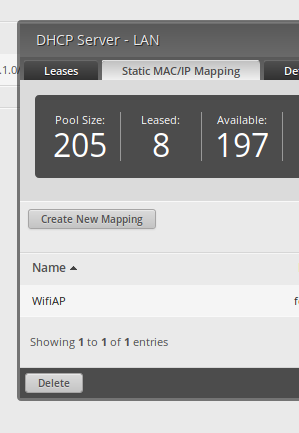 DHCP Server - LAN
.1.0/
Leases Static MAC/IP Mapping De
Pool Size: Leased: Available:
205 8 197
Create New Mapping
Name
WifiAP f
Showing 1 to 1 of 1 entries
Delete